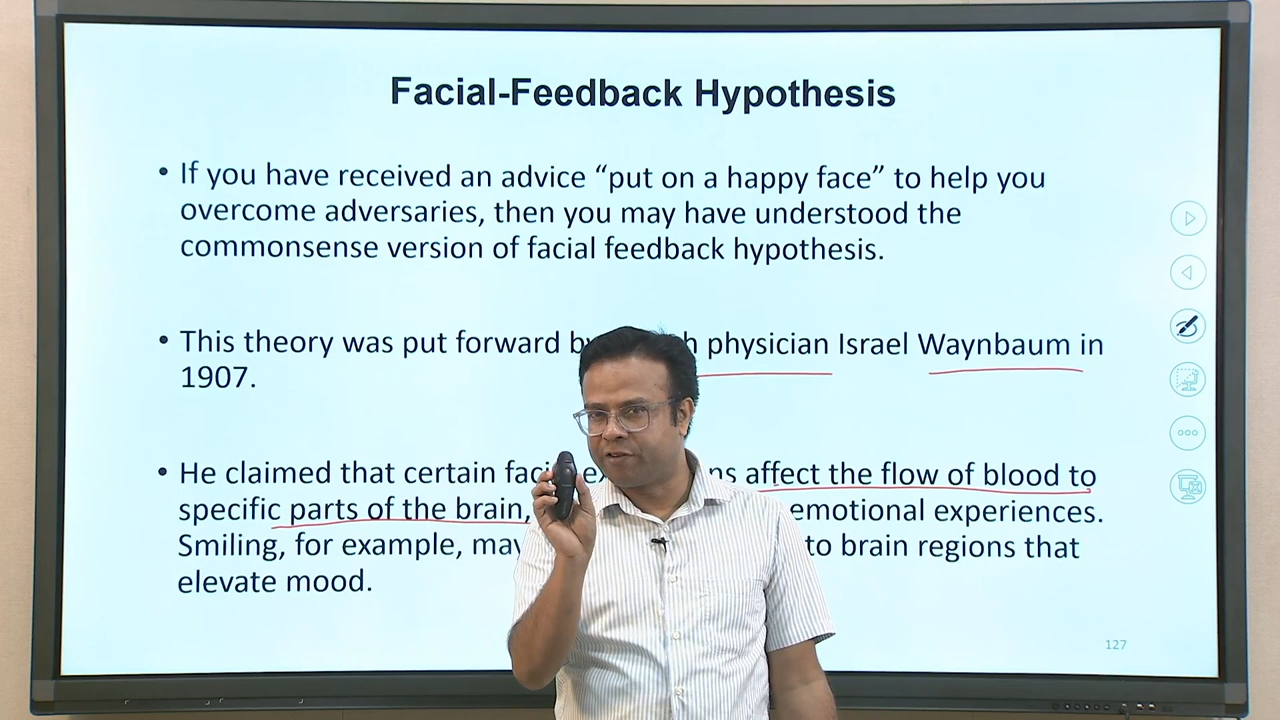 Facial-Feedback Hypothesis
• If you have received an advice “put on a happy face” to help you
overcome adversaries, then you may have understood the
commonsense version of facial feedback hypothesis.
• This theory was put forward by physician Israel Waynbaum in
1907.
• He claimed that certain affect the flow of blood to
specific parts of the brain, emotional experiences.
Smiling, for example, may to brain regions that
elevate mood.
127